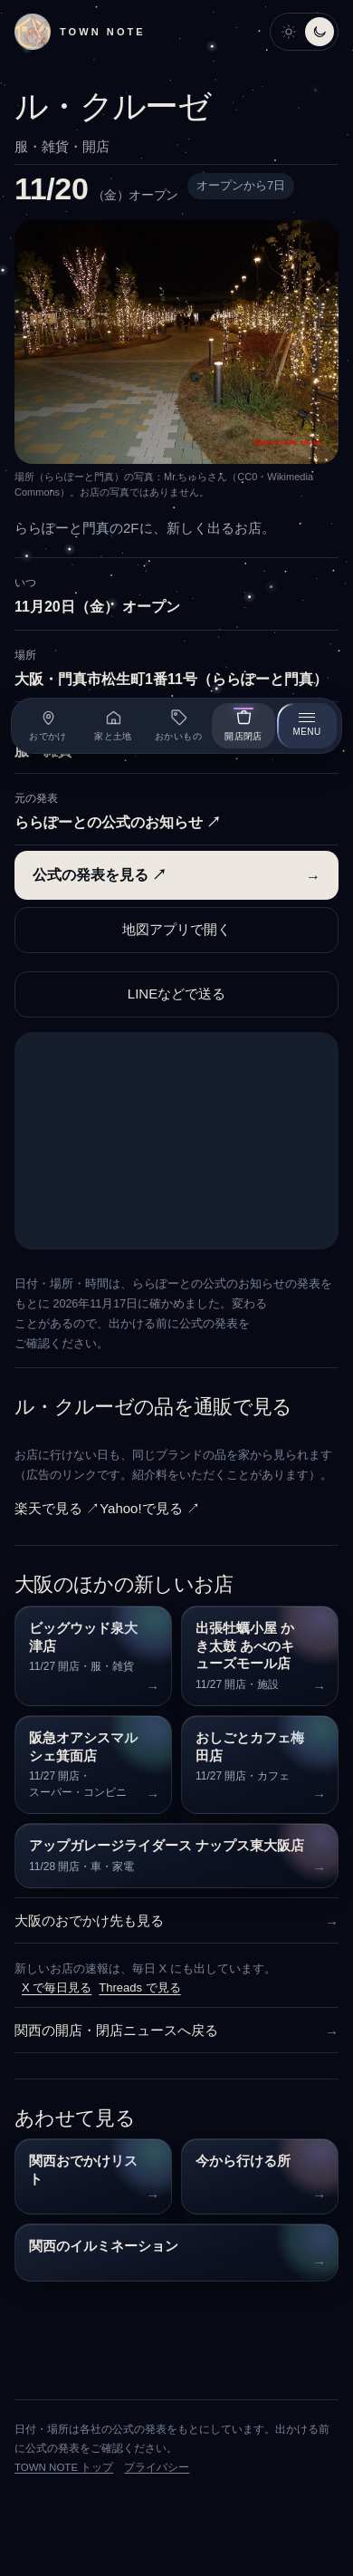 TOWN NOTE
ル・クルーゼ
服・雑貨・開店
11/20 （金）オープン オープンから7日
場所（ららぽーと門真）の写真：Mr.ちゅらさん（CC0・Wikimedia
Commons）。お店の写真ではありません。
ららぽーと門真の2Fに、新しく出るお店。
いつ
11月20日（金） オープン
場所
大阪・門真市松生町1番11号（ららぽーと門真）
おでかけ
家と土地
おかいもの
開店閉店
MENU
服・雑貨
元の発表
ららぽーとの公式のお知らせ ↗
公式の発表を見る ↗ →
地図アプリで開く
LINEなどで送る
日付・場所・時間は、ららぽーとの公式のお知らせの発表を
もとに 2026年11月17日に確かめました。変わる
ことがあるので、出かける前に公式の発表を
ご確認ください。
ル・クルーゼの品を通販で見る
お店に行けない日も、同じブランドの品を家から見られます
（広告のリンクです。紹介料をいただくことがあります）。
楽天で見る ↗Yahoo!で見る ↗
大阪のほかの新しいお店
ビッグウッド泉大
津店
11/27 開店・服・雑貨
→
出張牡蠣小屋 か
き太鼓 あべのキ
ューズモール店
11/27 開店・施設
→
阪急オアシスマル
シェ箕面店
11/27 開店・
スーパー・コンビニ
→
おしごとカフェ梅
田店
11/27 開店・カフェ
→
アップガレージライダース ナップス東大阪店
11/28 開店・車・家電
→
大阪のおでかけ先も見る →
新しいお店の速報は、毎日 X にも出しています。
X で毎日見る Threads で見る
関西の開店・閉店ニュースへ戻る →
あわせて見る
関西おでかけリス
ト
→
今から行ける所
→
関西のイルミネーション
→
日付・場所は各社の公式の発表をもとにしています。出かける前
に公式の発表をご確認ください。
TOWN NOTE トップ プライバシー